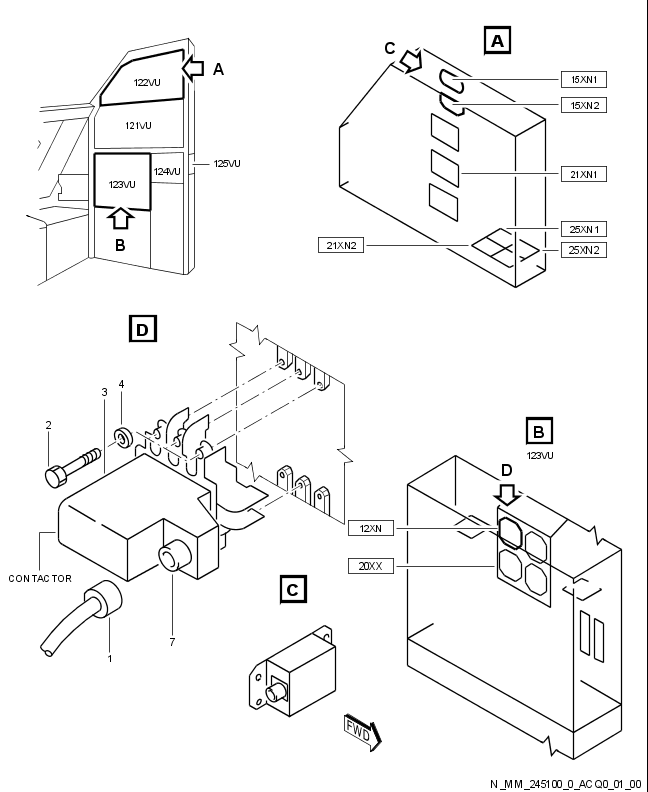 A
C
15XN1
15XN2
21XN1
25XN1
25XN2
21XN2
122VU
A
121VU
123VU
124VU
125VU
B
D
4
3
2
CONTACTOR
1
7
B
123VU
D
12XN
20XX
C
FWD
N_MM_245100_0_ACQ0_01_00